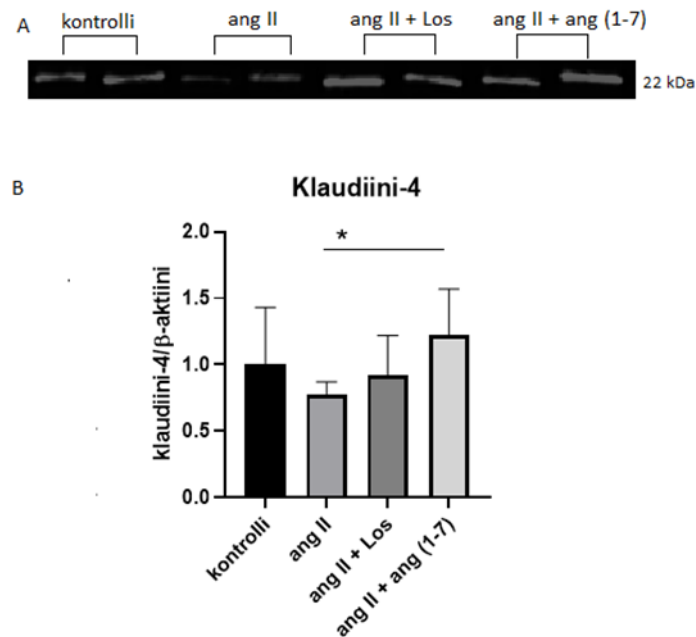 A
kontrolli ang II ang II + Los ang II + ang (1-7)
22 kDa
B
Klaudiini-4
klaudiini-4/β-aktiini
2.0
1.5
1.0
0.5
0.0
*
kontrolli
ang II
ang II + Los
ang II + ang (1-7)